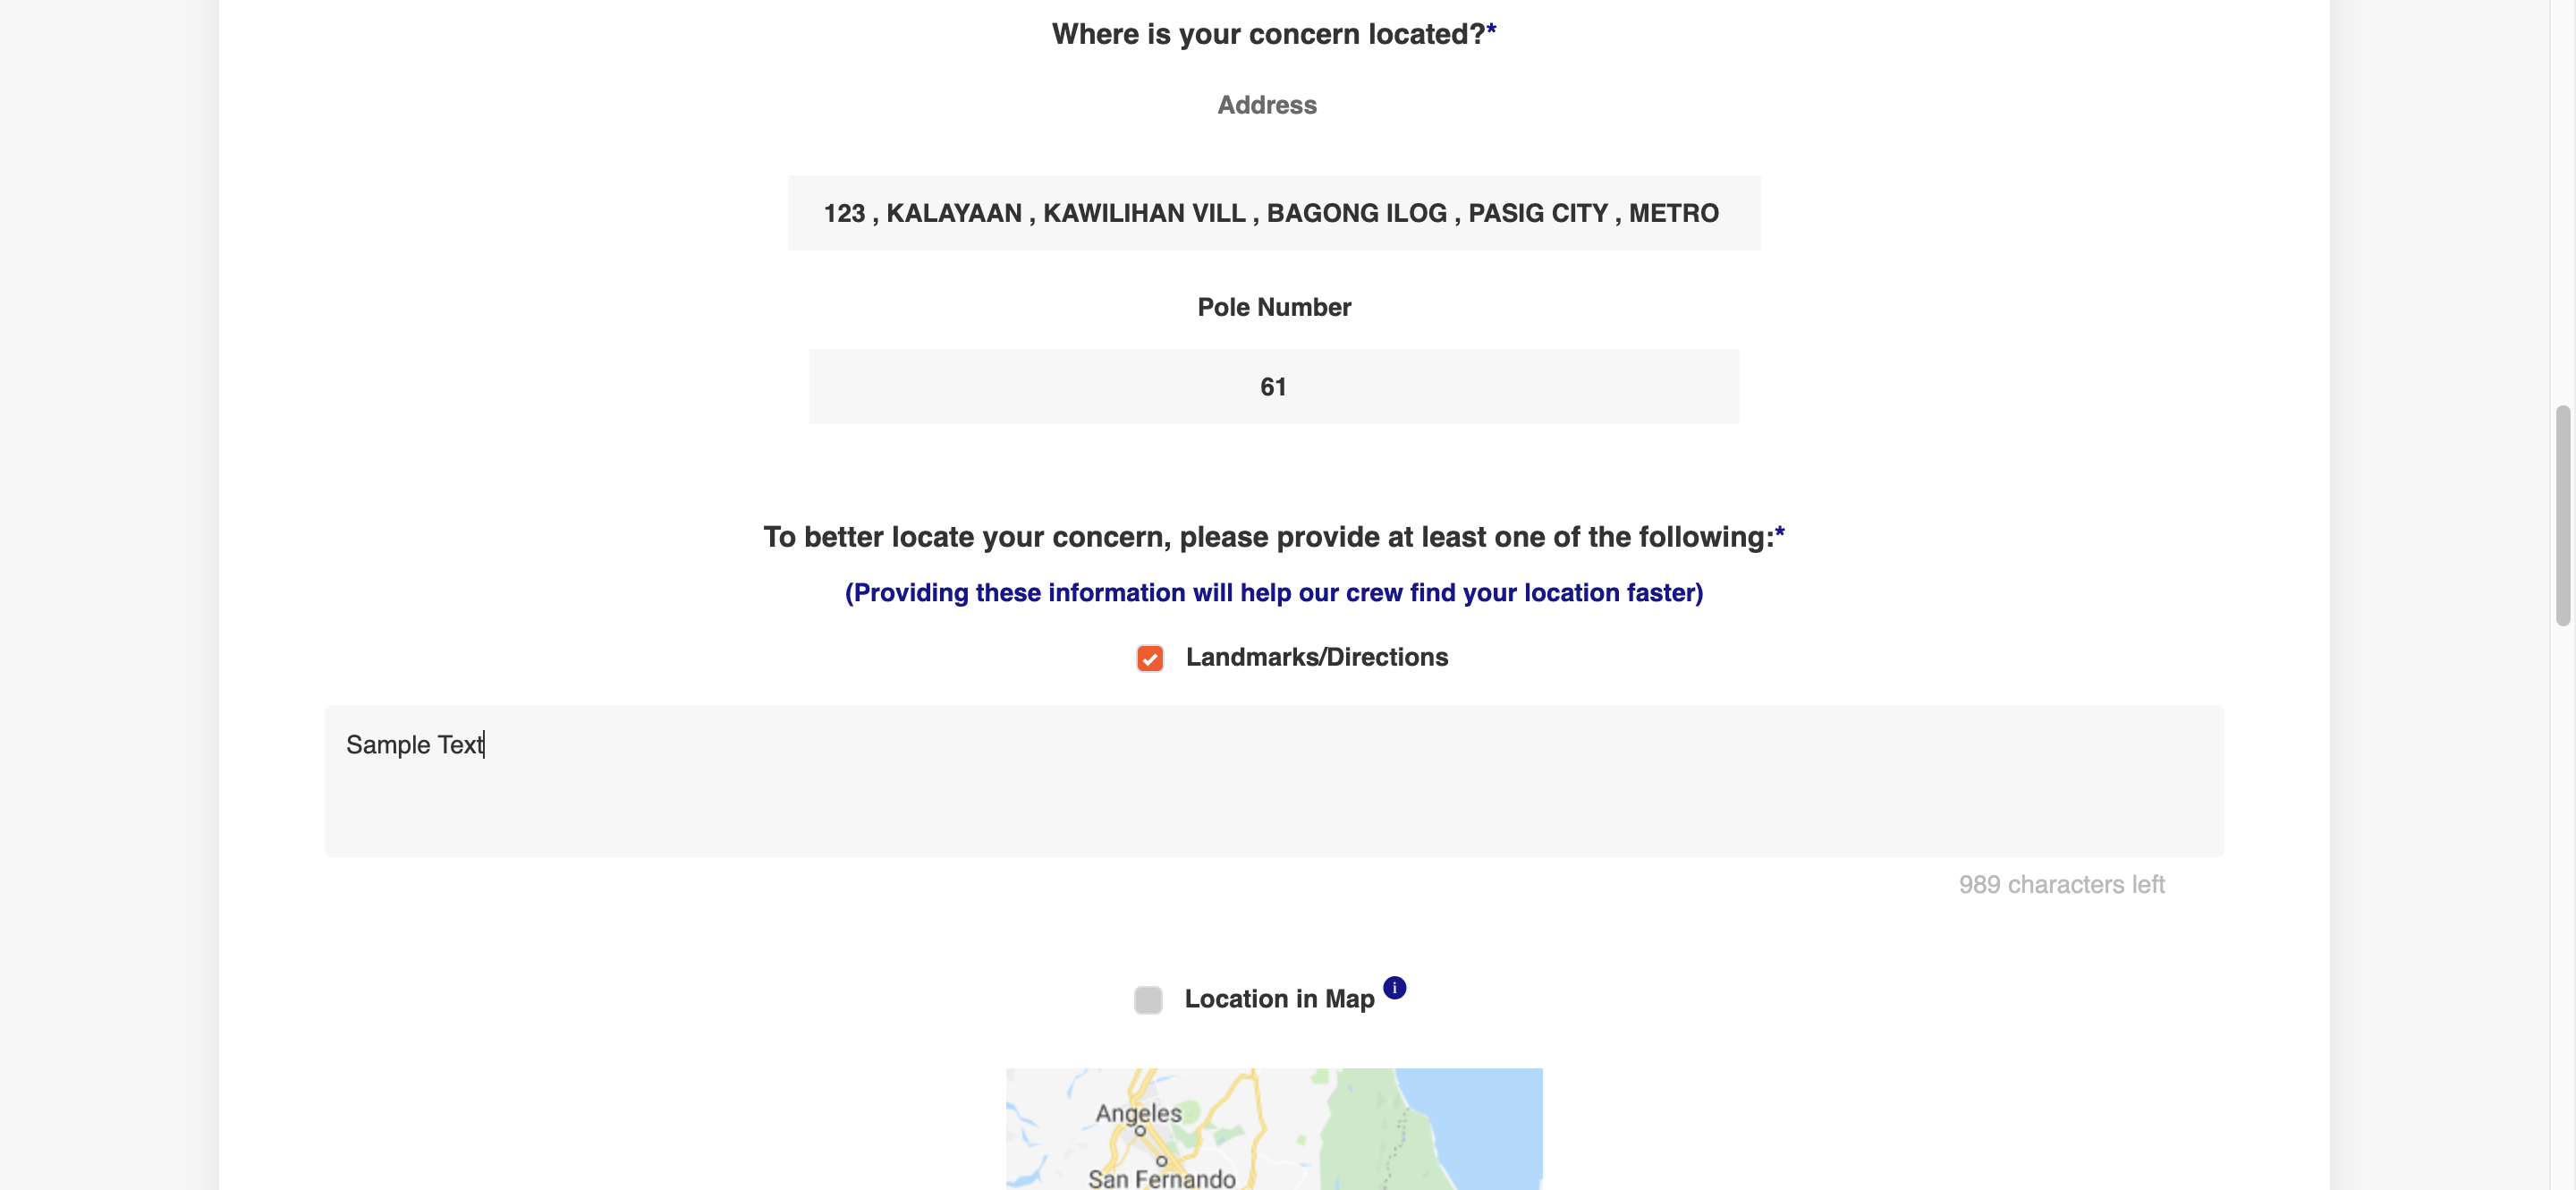 Where is your concern located?*
Address
123 , KALAYAAN , KAWILIHAN VILL , BAGONG ILOG , PASIG CITY , METRO
Pole Number
61
To better locate your concern, please provide at least one of the following:*
(Providing these information will help our crew find your location faster)
Landmarks/Directions
Sample Text
989 characters left
Location in Map i
Angeles
San Fernando